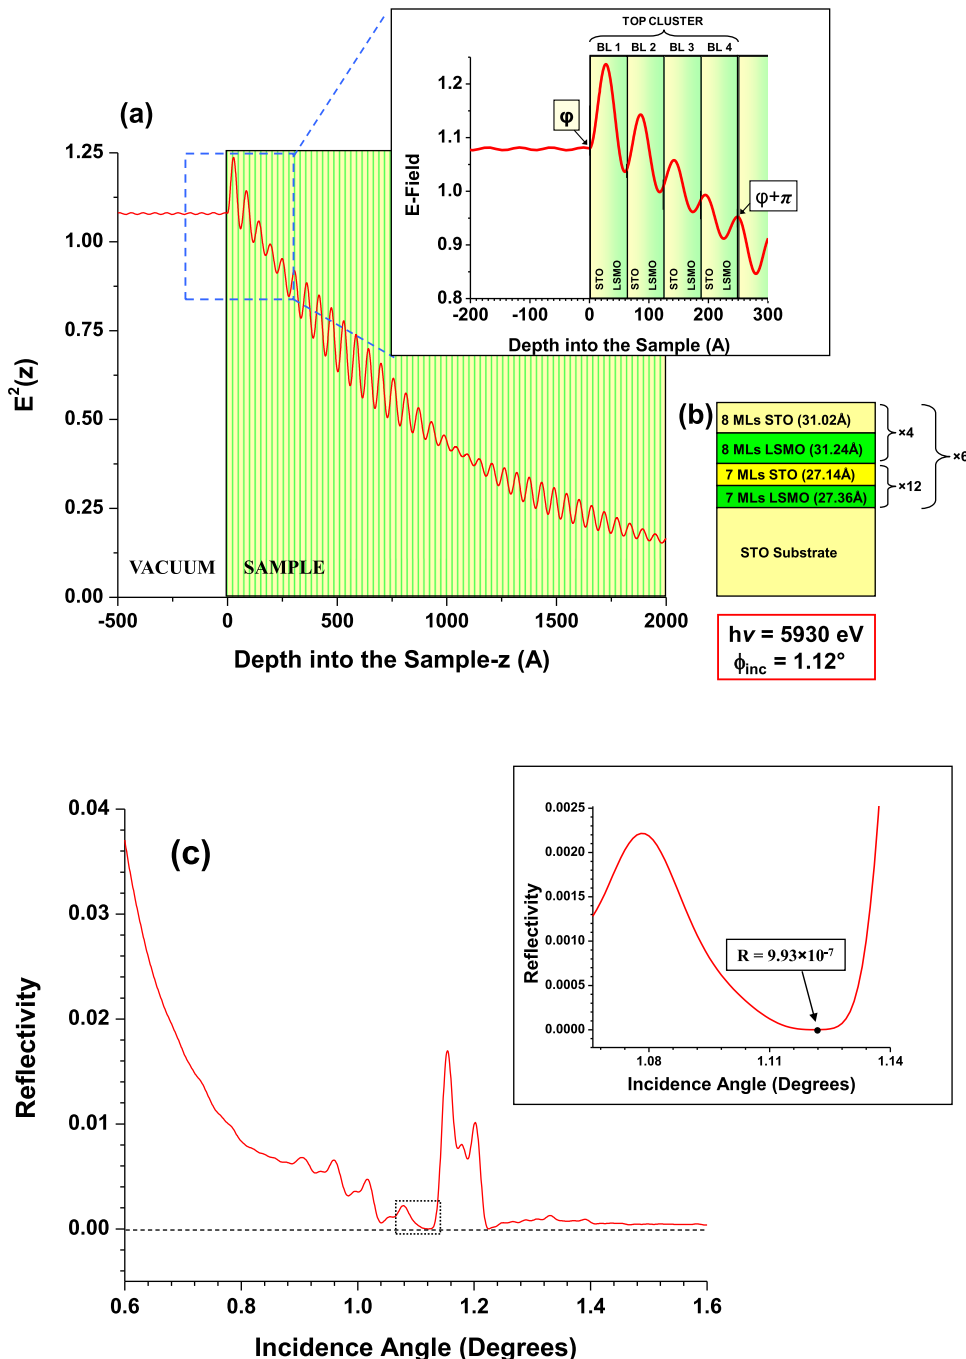 (a)
1.25
1.00
0.75
0.50
0.25
0.00
E²(z)
-500
0
500
1000
1500
2000
Depth into the Sample-z (A)
VACUUM
SAMPLE
TOP CLUSTER
BL 1
BL 2
BL 3
BL 4
1.2
1.1
1.0
0.9
0.8
E-Field
φ
φ+π
STO
LSMO
STO
LSMO
STO
LSMO
STO
LSMO
-200
-100
0
100
200
300
Depth into the Sample (A)
(b)
8 MLs STO (31.02Å)
8 MLs LSMO (31.24Å)
7 MLs STO (27.14Å)
7 MLs LSMO (27.36Å)
STO Substrate
×4
×12
×6
hν = 5930 eV
ϕinc = 1.12°
(c)
0.04
0.03
0.02
0.01
0.00
Reflectivity
0.6
0.8
1.0
1.2
1.4
1.6
Incidence Angle (Degrees)
0.0025
0.0020
0.0015
0.0010
0.0005
0.0000
Reflectivity
R = 9.93×10⁻⁷
1.08
1.11
1.14
Incidence Angle (Degrees)